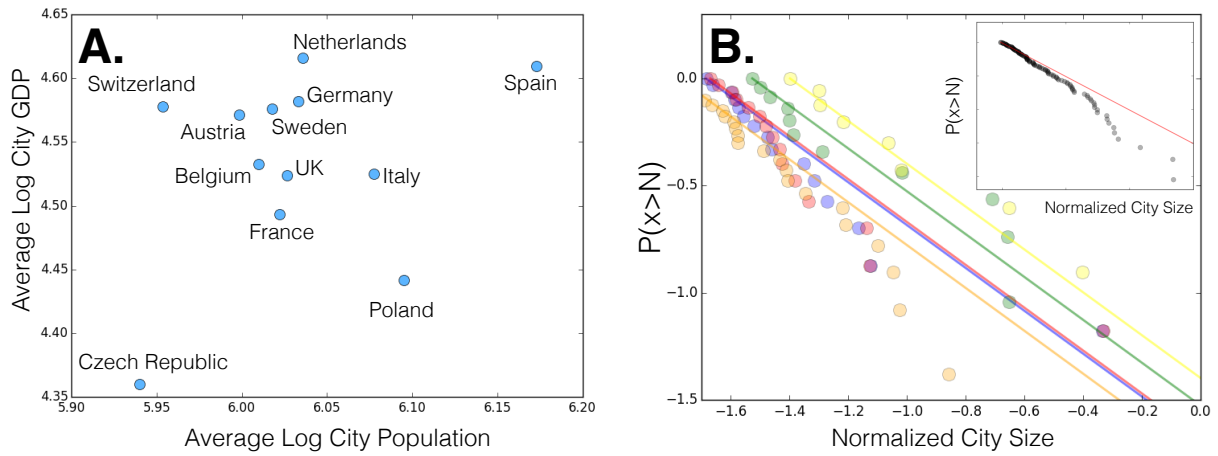 A.
Average Log City GDP
4.65
4.60
4.55
4.50
4.45
4.40
4.35
Netherlands
Spain
Switzerland
Germany
Austria
Sweden
Belgium
UK
Italy
France
Poland
Czech Republic
5.90
5.95
6.00
6.05
6.10
6.15
6.20
Average Log City Population
B.
P(x>N)
0.0
−0.5
−1.0
−1.5
−1.6
−1.4
−1.2
−1.0
−0.8
−0.6
−0.4
−0.2
0.0
Normalized City Size
P(x>N)
Normalized City Size